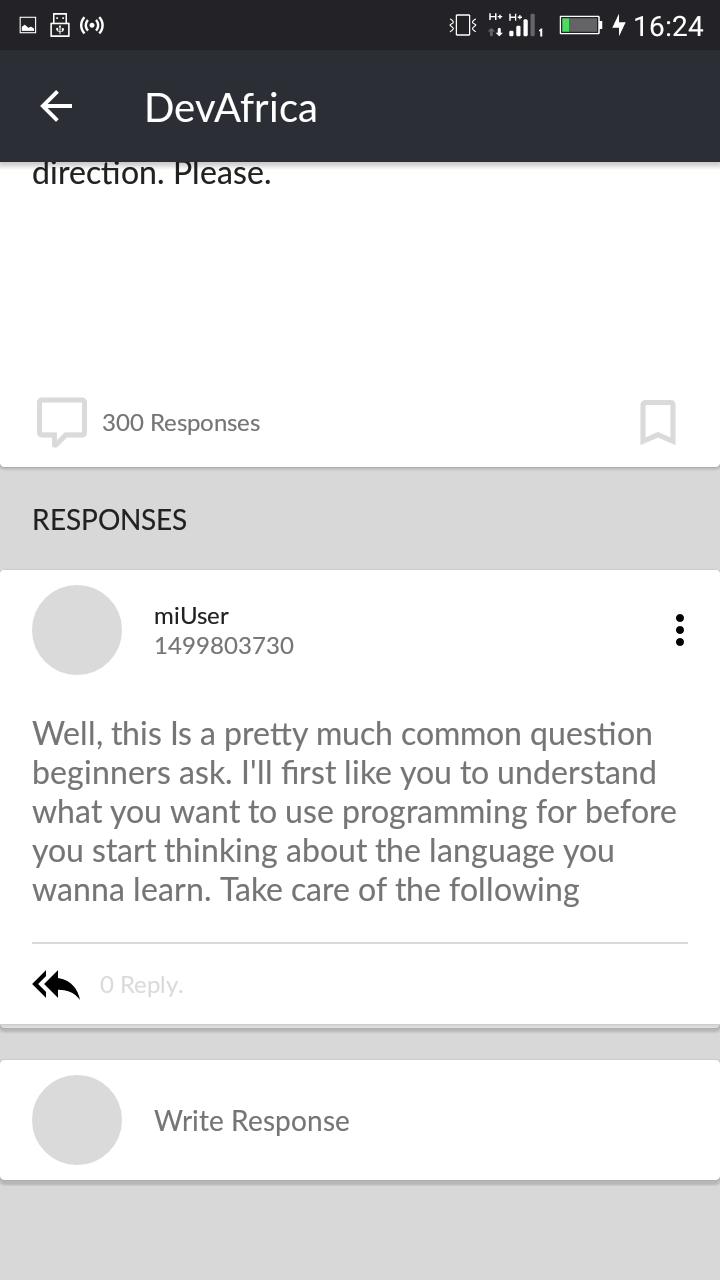 16:24
DevAfrica
direction. Please.
300 Responses
RESPONSES
miUser
1499803730
Well, this Is a pretty much common question
beginners ask. I'll first like you to understand
what you want to use programming for before
you start thinking about the language you
wanna learn. Take care of the following
0 Reply.
Write Response